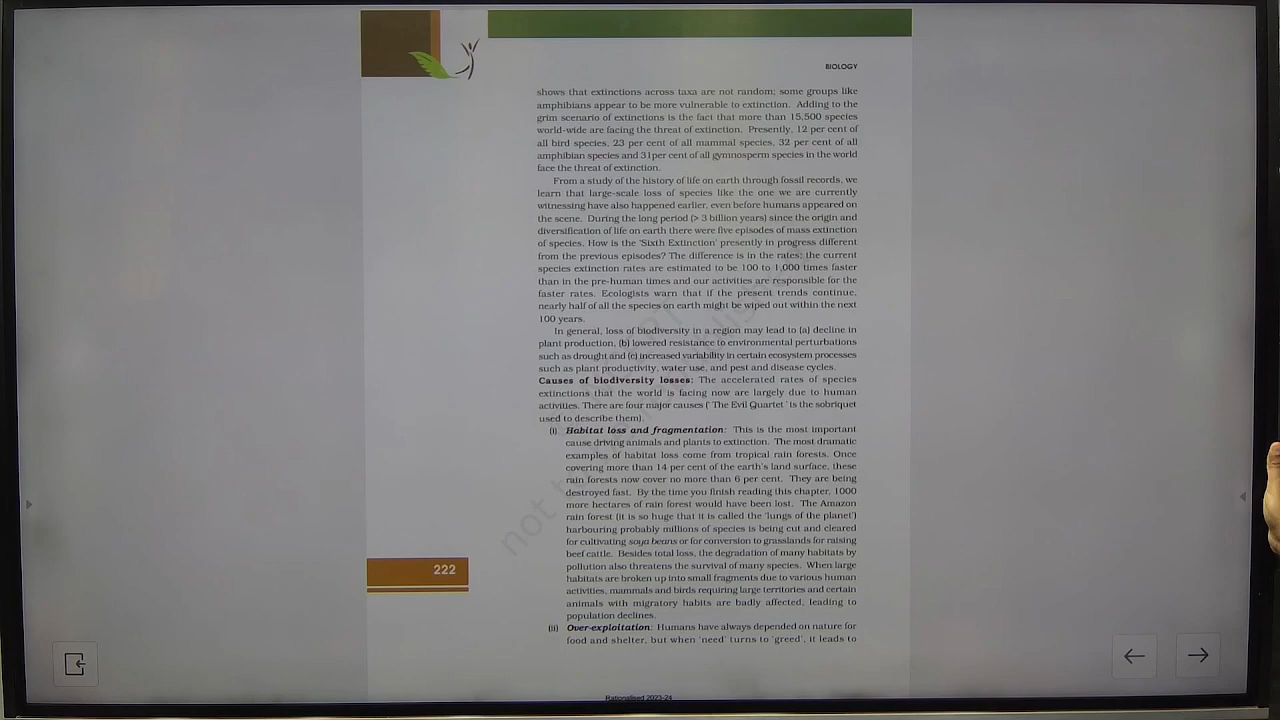 BIOLOGY
shows that extinctions across taxa are not random; some groups like
amphibians appear to be more vulnerable to extinction. Adding to the
grim scenario of extinctions is the fact that more than 15,500 species
world-wide are facing the threat of extinction. Presently, 12 per cent of
all bird species, 23 per cent of all mammal species, 32 per cent of all
amphibian species and 31per cent of all gymnosperm species in the world
face the threat of extinction.
From a study of the history of life on earth through fossil records, we
learn that large-scale loss of species like the one we are currently
witnessing have also happened earlier, even before humans appeared on
the scene. During the long period (> 3 billion years) since the origin and
diversification of life on earth there were five episodes of mass extinction
of species. How is the 'Sixth Extinction' presently in progress different
from the previous episodes? The difference is in the rates; the current
species extinction rates are estimated to be 100 to 1,000 times faster
than in the pre-human times and our activities are responsible for the
faster rates. Ecologists warn that if the present trends continue,
nearly half of all the species on earth might be wiped out within the next
100 years.
In general, loss of biodiversity in a region may lead to (a) decline in
plant production, (b) lowered resistance to environmental perturbations
such as drought and (c) increased variability in certain ecosystem processes
such as plant productivity, water use, and pest and disease cycles.
Causes of biodiversity losses: The accelerated rates of species
extinctions that the world is facing now are largely due to human
activities. There are four major causes (' The Evil Quartet ' is the sobriquet
used to describe them).
(i) Habitat loss and fragmentation: This is the most important
cause driving animals and plants to extinction. The most dramatic
examples of habitat loss come from tropical rain forests. Once
covering more than 14 per cent of the earth's land surface, these
rain forests now cover no more than 6 per cent. They are being
destroyed fast. By the time you finish reading this chapter, 1000
more hectares of rain forest would have been lost. The Amazon
rain forest (it is so huge that it is called the 'lungs of the planet')
harbouring probably millions of species is being cut and cleared
for cultivating soya beans or for conversion to grasslands for raising
beef cattle. Besides total loss, the degradation of many habitats by
pollution also threatens the survival of many species. When large
habitats are broken up into small fragments due to various human
activities, mammals and birds requiring large territories and certain
animals with migratory habits are badly affected, leading to
population declines.
(ii) Over-exploitation: Humans have always depended on nature for
food and shelter, but when 'need' turns to 'greed', it leads to
222
Rationalised 2023-24
not